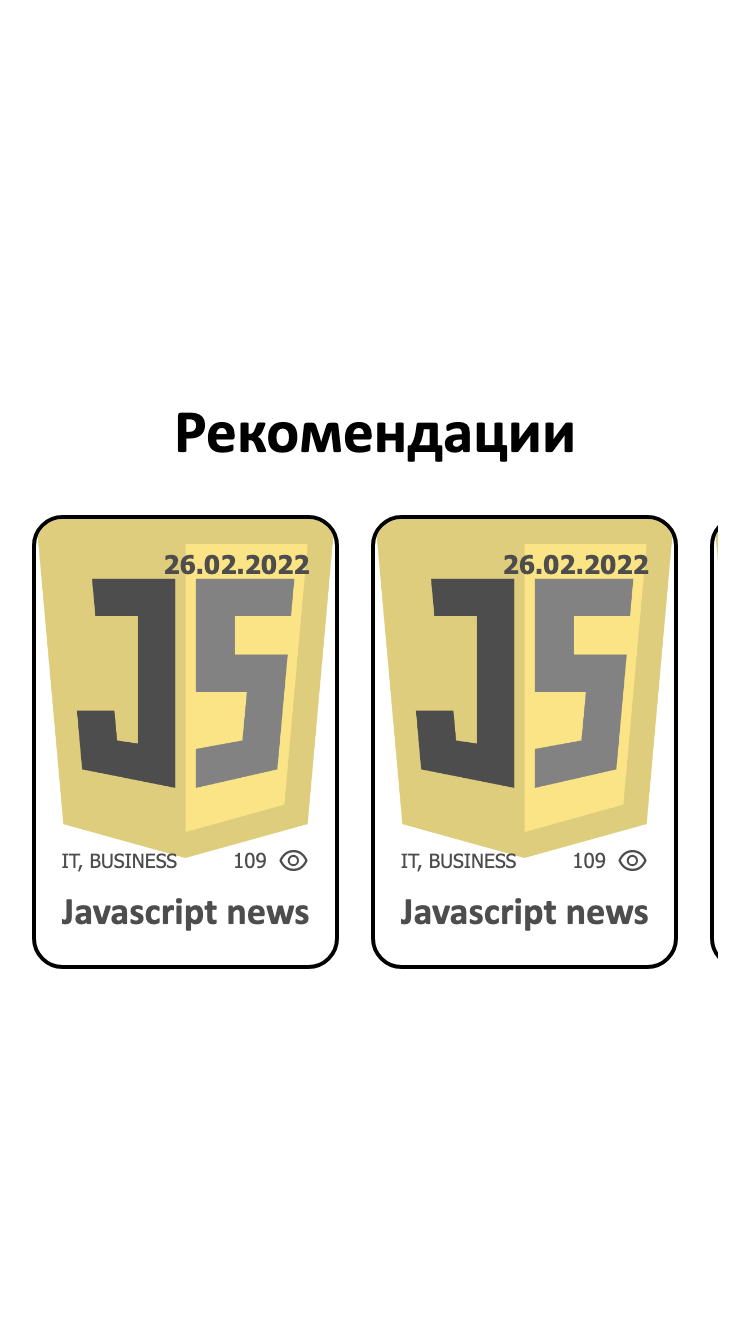 Рекомендации
26.02.2022
JS
IT, BUSINESS 109
Javascript news
26.02.2022
JS
IT, BUSINESS 109
Javascript news